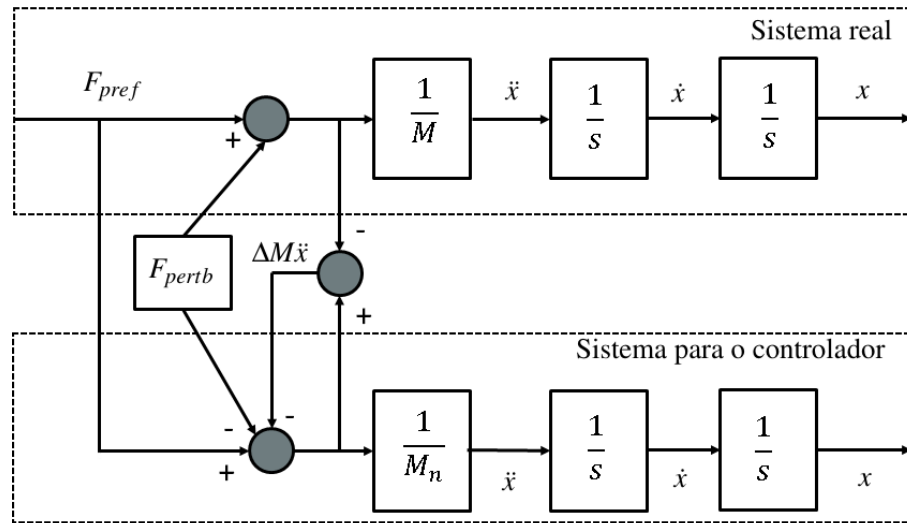 Sistema real
F_pref
+
1/M
ẍ
1/s
ẋ
1/s
x
-
F_pertb
ΔMẍ
+
Sistema para o controlador
-
-
+
1/M_n
ẍ
1/s
ẋ
1/s
x